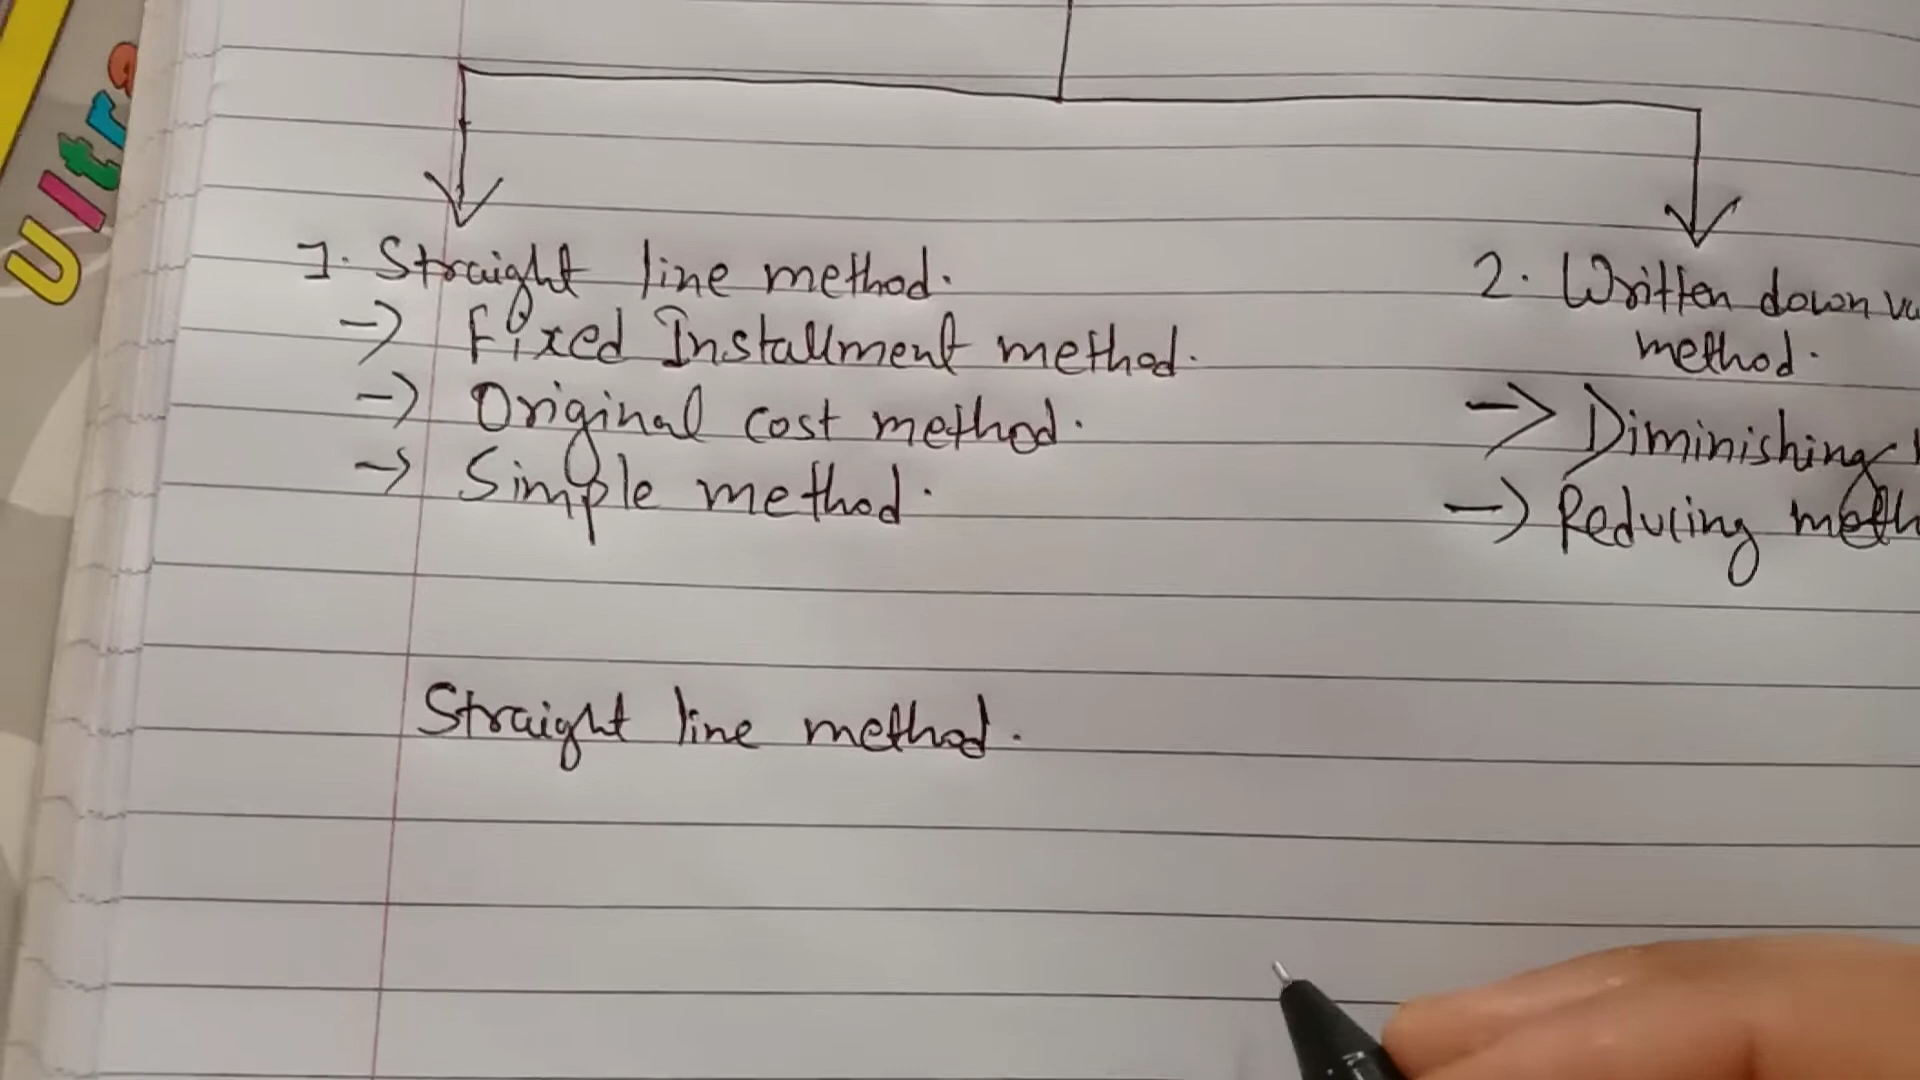 Ultra
1. Straight line method.
→ Fixed Installment method.
→ Original cost method.
→ Simple method.
2. Written down
method.
→ Diminishing
→ Reducing
Straight line method.